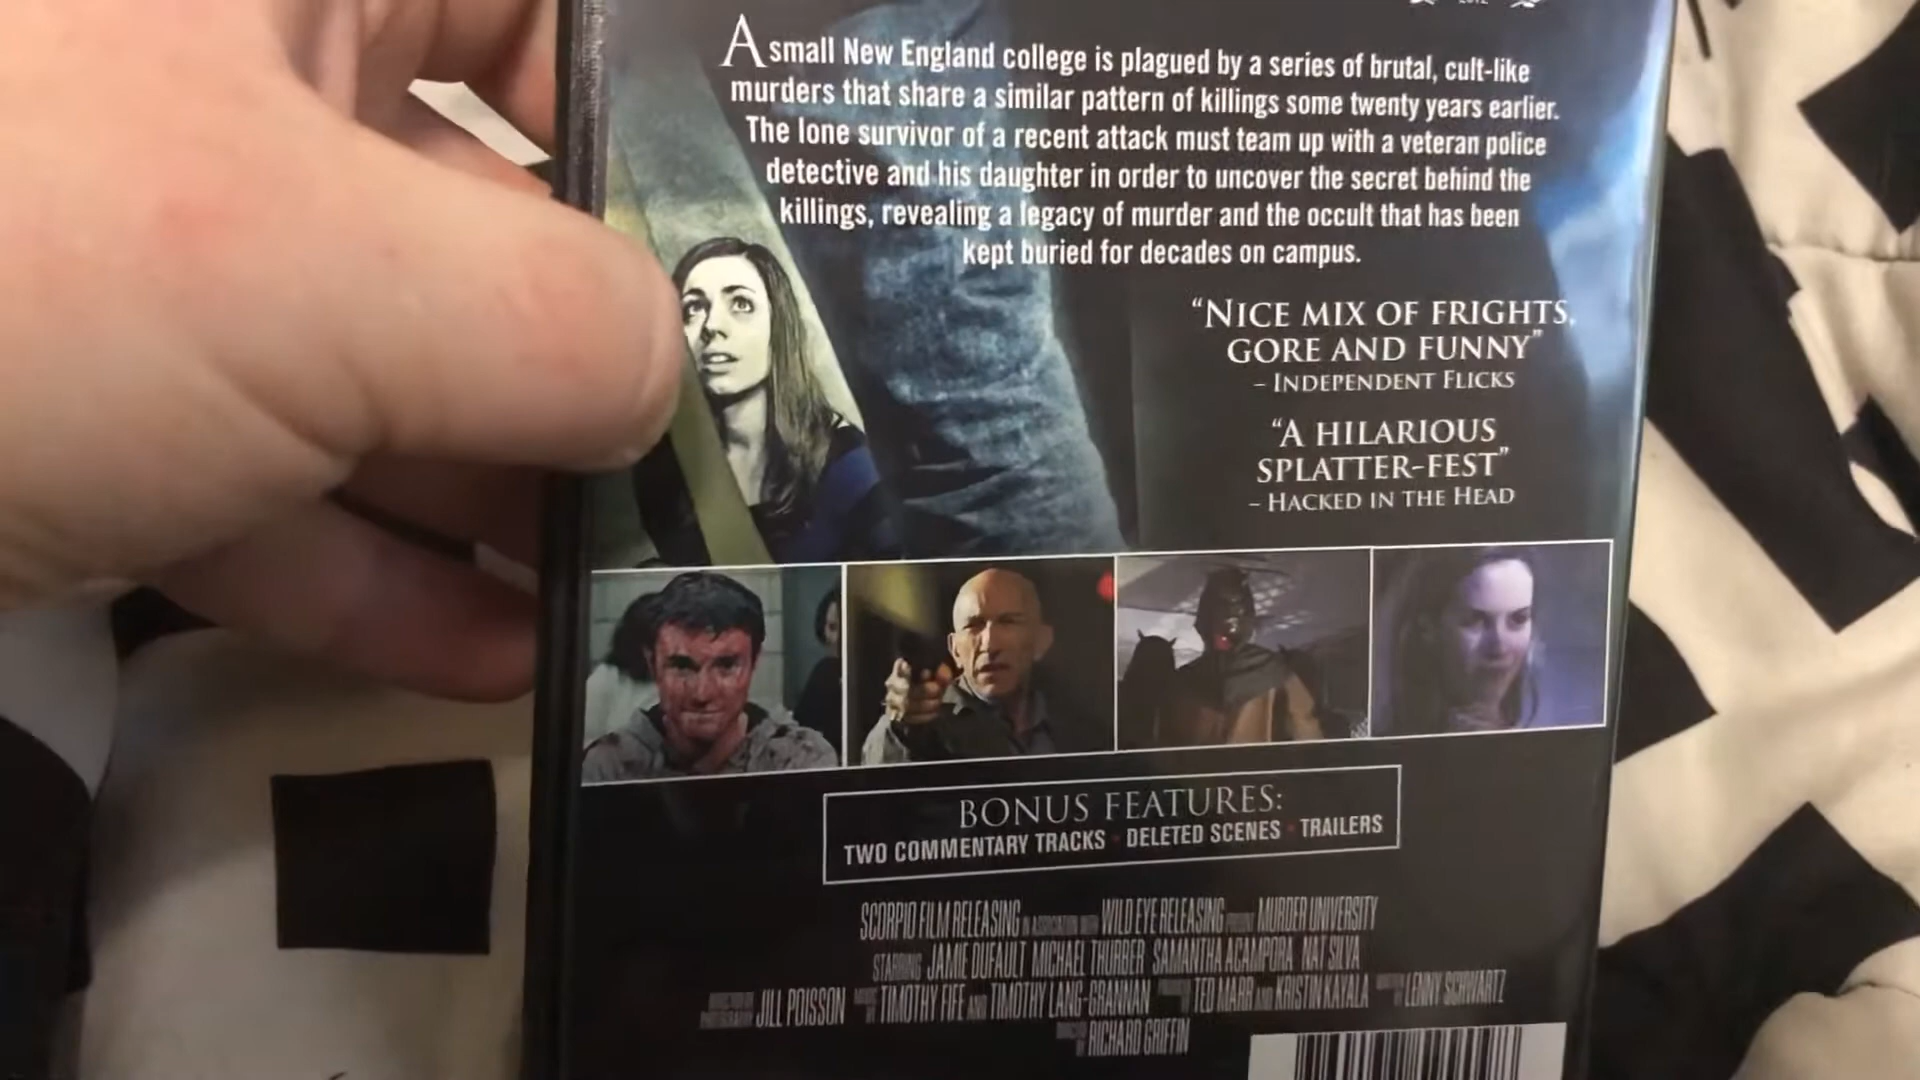 2012
A small New England college is plagued by a series of brutal, cult-like
murders that share a similar pattern of killings some twenty years earlier.
The lone survivor of a recent attack must team up with a veteran police
detective and his daughter in order to uncover the secret behind the
killings, revealing a legacy of murder and the occult that has been
kept buried for decades on campus.
“NICE MIX OF FRIGHTS,
GORE AND FUNNY”
– INDEPENDENT FLICKS
“A HILARIOUS
SPLATTER-FEST”
– HACKED IN THE HEAD
BONUS FEATURES:
TWO COMMENTARY TRACKS • DELETED SCENES • TRAILERS
SCORPIO FILM RELEASING IN ASSOCIATION WITH WILD EYE RELEASING MURDER UNIVERSITY
STARRING JAMIE DUFAULT MICHAEL THURBER SAMANTHA ACAMPORA NAT SILVA
JILL POISSON TIMOTHY FIFE AND TIMOTHY LANG-GRANNAN TED MARR AND KRISTIN KAYALA LENNY SCHWARTZ
RICHARD GRIFFIN